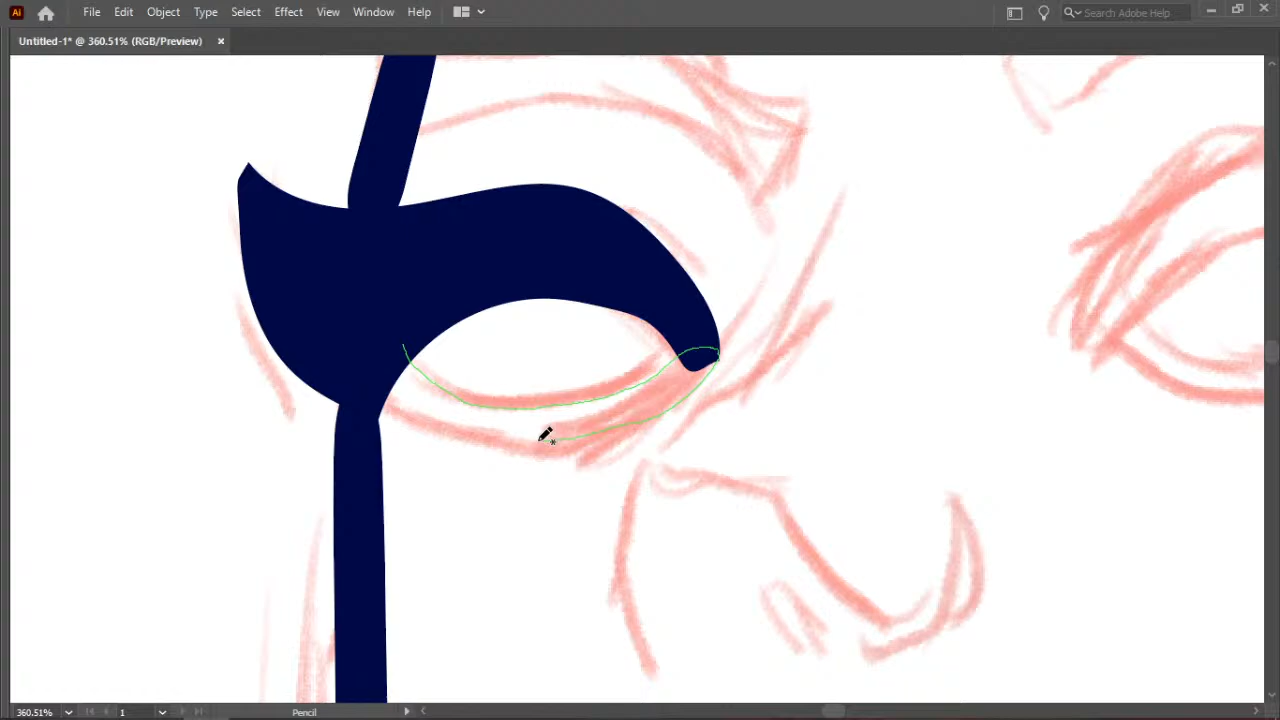 Ai File Edit Object Type Select Effect View Window Help Search Adobe Help
Untitled-1* @ 360.51% (RGB/Preview) ×
360.51% 1 Pencil